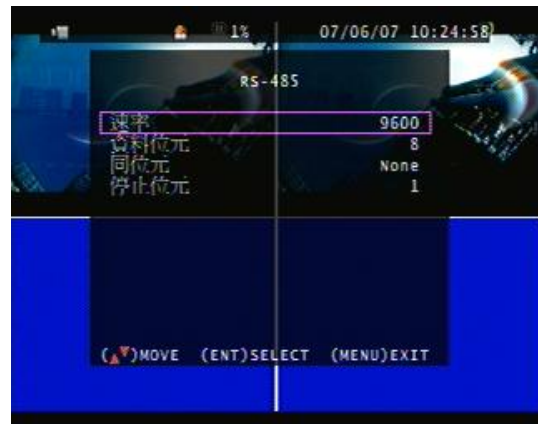 1% 07/06/07 10:24:58
RS-485
速率 9600
資料位元 8
同位元 None
停止位元 1
(▲▼)MOVE (ENT)SELECT (MENU)EXIT